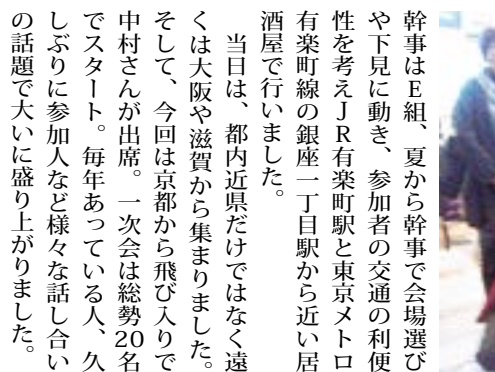 幹事はE組、夏から幹事で会場選び
や下見に動き、参加者の交通の利便
性を考えJR有楽町駅と東京メトロ
有楽町線の銀座一丁目駅から近い居
酒屋で行いました。
　当日は、都内近県だけではなく遠
くは大阪や滋賀から集まりました。
そして、今回は京都から飛び入りで
中村さんが出席。一次会は総勢20名
でスタート。毎年あっている人、久
しぶりに参加人など様々な話し合い
の話題で大いに盛り上がりました。